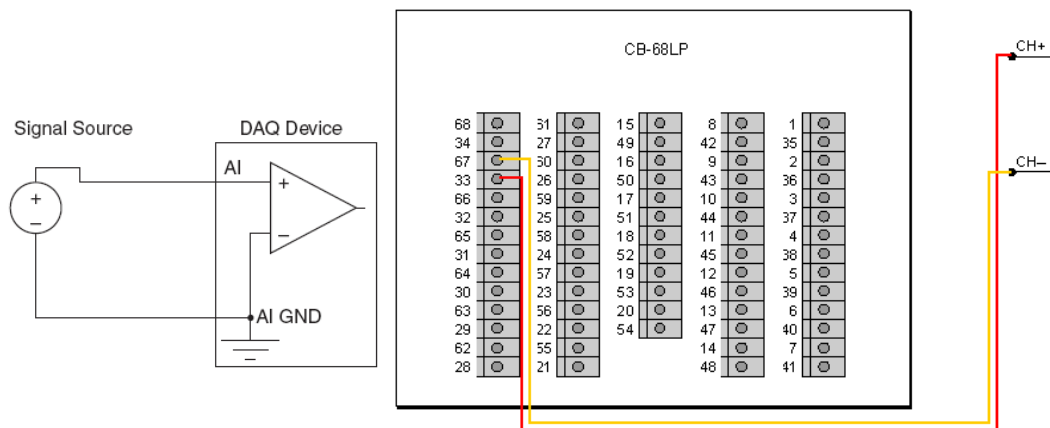 CB-68LP
CH+
CH−
Signal Source
DAQ Device
AI
+
−
+
−
AI GND
68 61 15 8 1
34 27 49 42 35
67 60 16 9 2
33 26 50 43 36
66 59 17 10 3
32 25 51 44 37
65 58 18 11 4
31 24 52 45 38
64 57 19 12 5
30 23 53 46 39
63 56 20 13 6
29 22 54 47 40
62 55 14 7
28 21 48 41